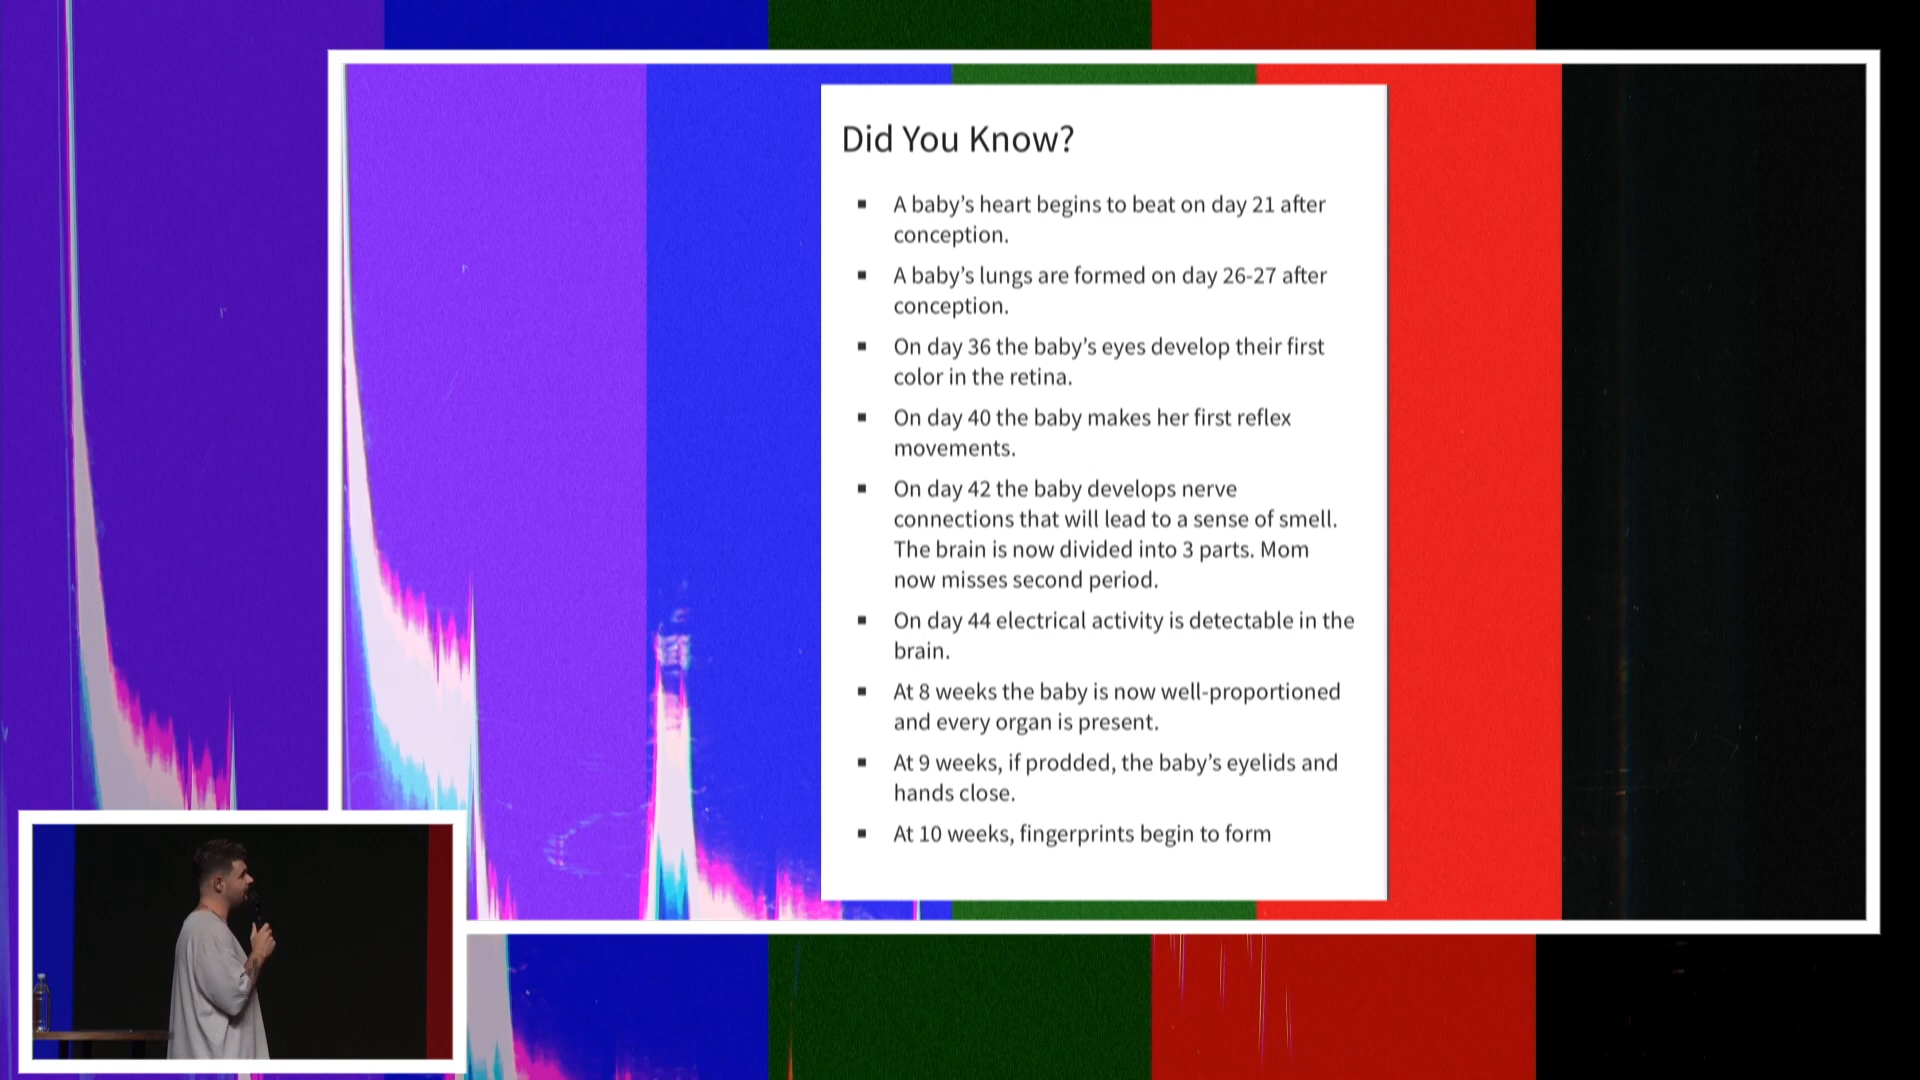 Did You Know?
▪ A baby’s heart begins to beat on day 21 after
conception.
▪ A baby’s lungs are formed on day 26-27 after
conception.
▪ On day 36 the baby’s eyes develop their first
color in the retina.
▪ On day 40 the baby makes her first reflex
movements.
▪ On day 42 the baby develops nerve
connections that will lead to a sense of smell.
The brain is now divided into 3 parts. Mom
now misses second period.
▪ On day 44 electrical activity is detectable in the
brain.
▪ At 8 weeks the baby is now well-proportioned
and every organ is present.
▪ At 9 weeks, if prodded, the baby’s eyelids and
hands close.
▪ At 10 weeks, fingerprints begin to form